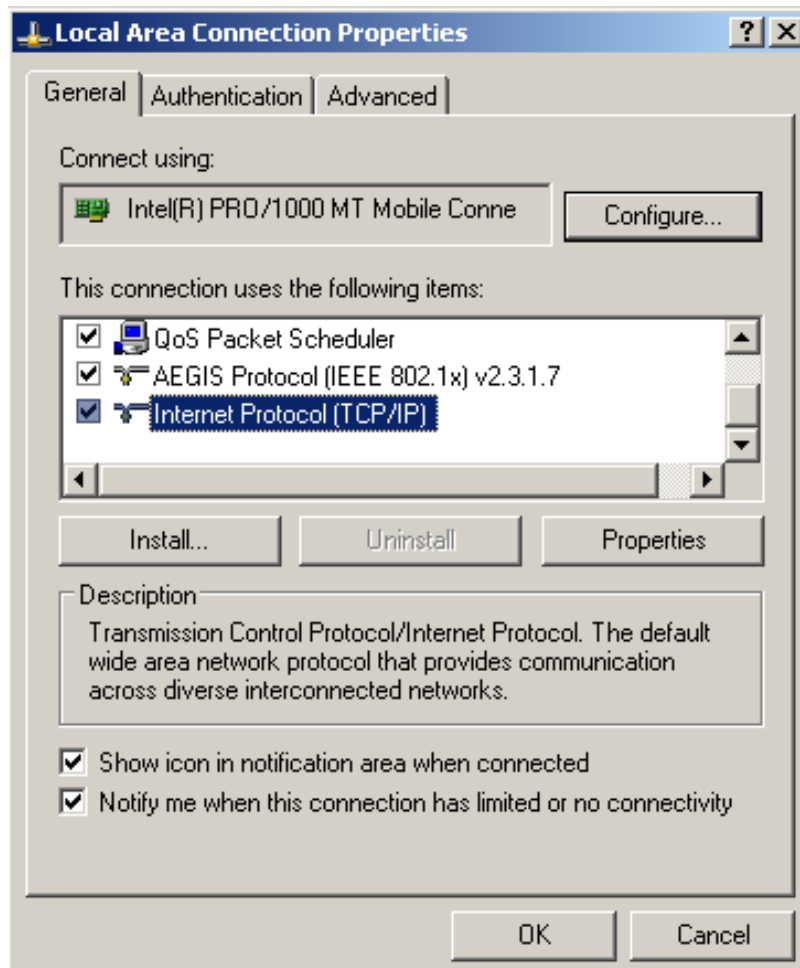 Local Area Connection Properties
General Authentication Advanced
Connect using:
Intel(R) PRO/1000 MT Mobile Conne
Configure...
This connection uses the following items:
QoS Packet Scheduler
AEGIS Protocol (IEEE 802.1x) v2.3.1.7
Internet Protocol (TCP/IP)
Install... Uninstall Properties
Description
Transmission Control Protocol/Internet Protocol. The default
wide area network protocol that provides communication
across diverse interconnected networks.
Show icon in notification area when connected
Notify me when this connection has limited or no connectivity
OK Cancel